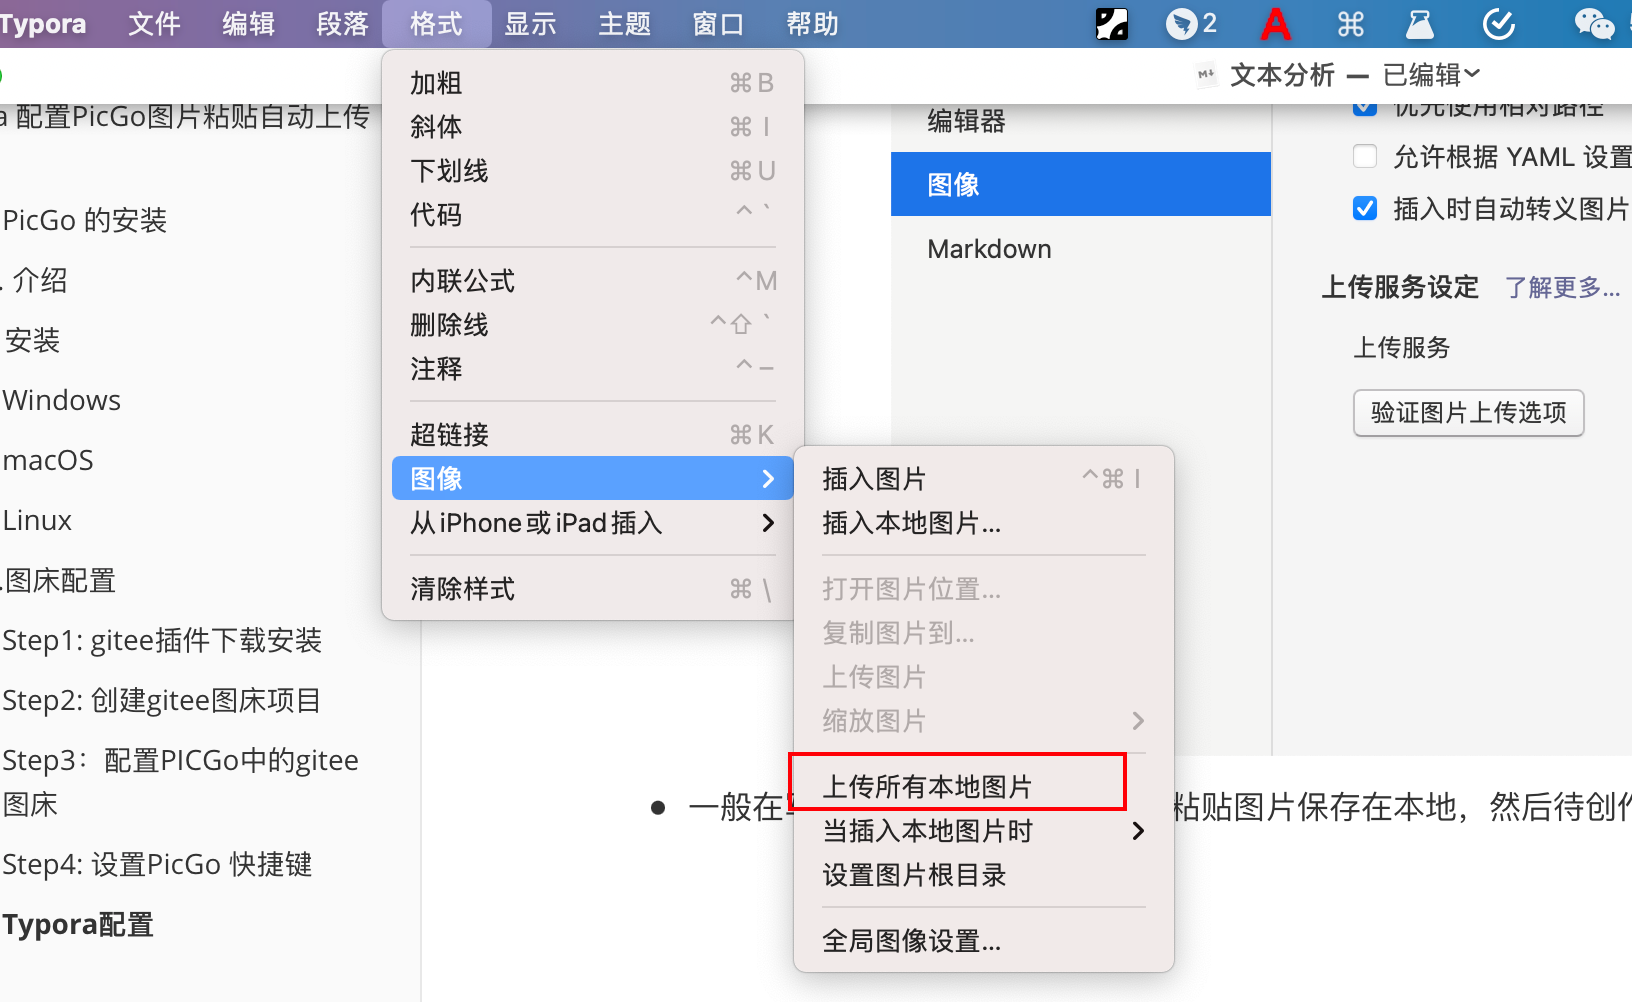 Typora 文件 编辑 段落 格式 显示 主题 窗口 帮助 2 A
文本分析 — 已编辑
a 配置PicGo图片粘贴自动上传
PicGo 的安装
. 介绍
安装
Windows
macOS
Linux
.图床配置
Step1: gitee插件下载安装
Step2: 创建gitee图床项目
Step3：配置PICGo中的gitee
图床
Step4: 设置PicGo 快捷键
Typora配置
加粗 ⌘B
斜体 ⌘I
下划线 ⌘U
代码 ^`
内联公式 ^M
删除线 ^⇧`
注释 ^–
超链接 ⌘K
图像
从 iPhone 或 iPad 插入
清除样式 ⌘\
插入图片 ^⌘I
插入本地图片...
打开图片位置...
复制图片到...
上传图片
缩放图片
上传所有本地图片
当插入本地图片时
设置图片根目录
全局图像设置...
编辑器
图像
Markdown
优先使用相对路径
允许根据 YAML 设置
插入时自动转义图片
上传服务设定 了解更多...
上传服务
验证图片上传选项
• 一般在 粘贴图片保存在本地，然后待创作